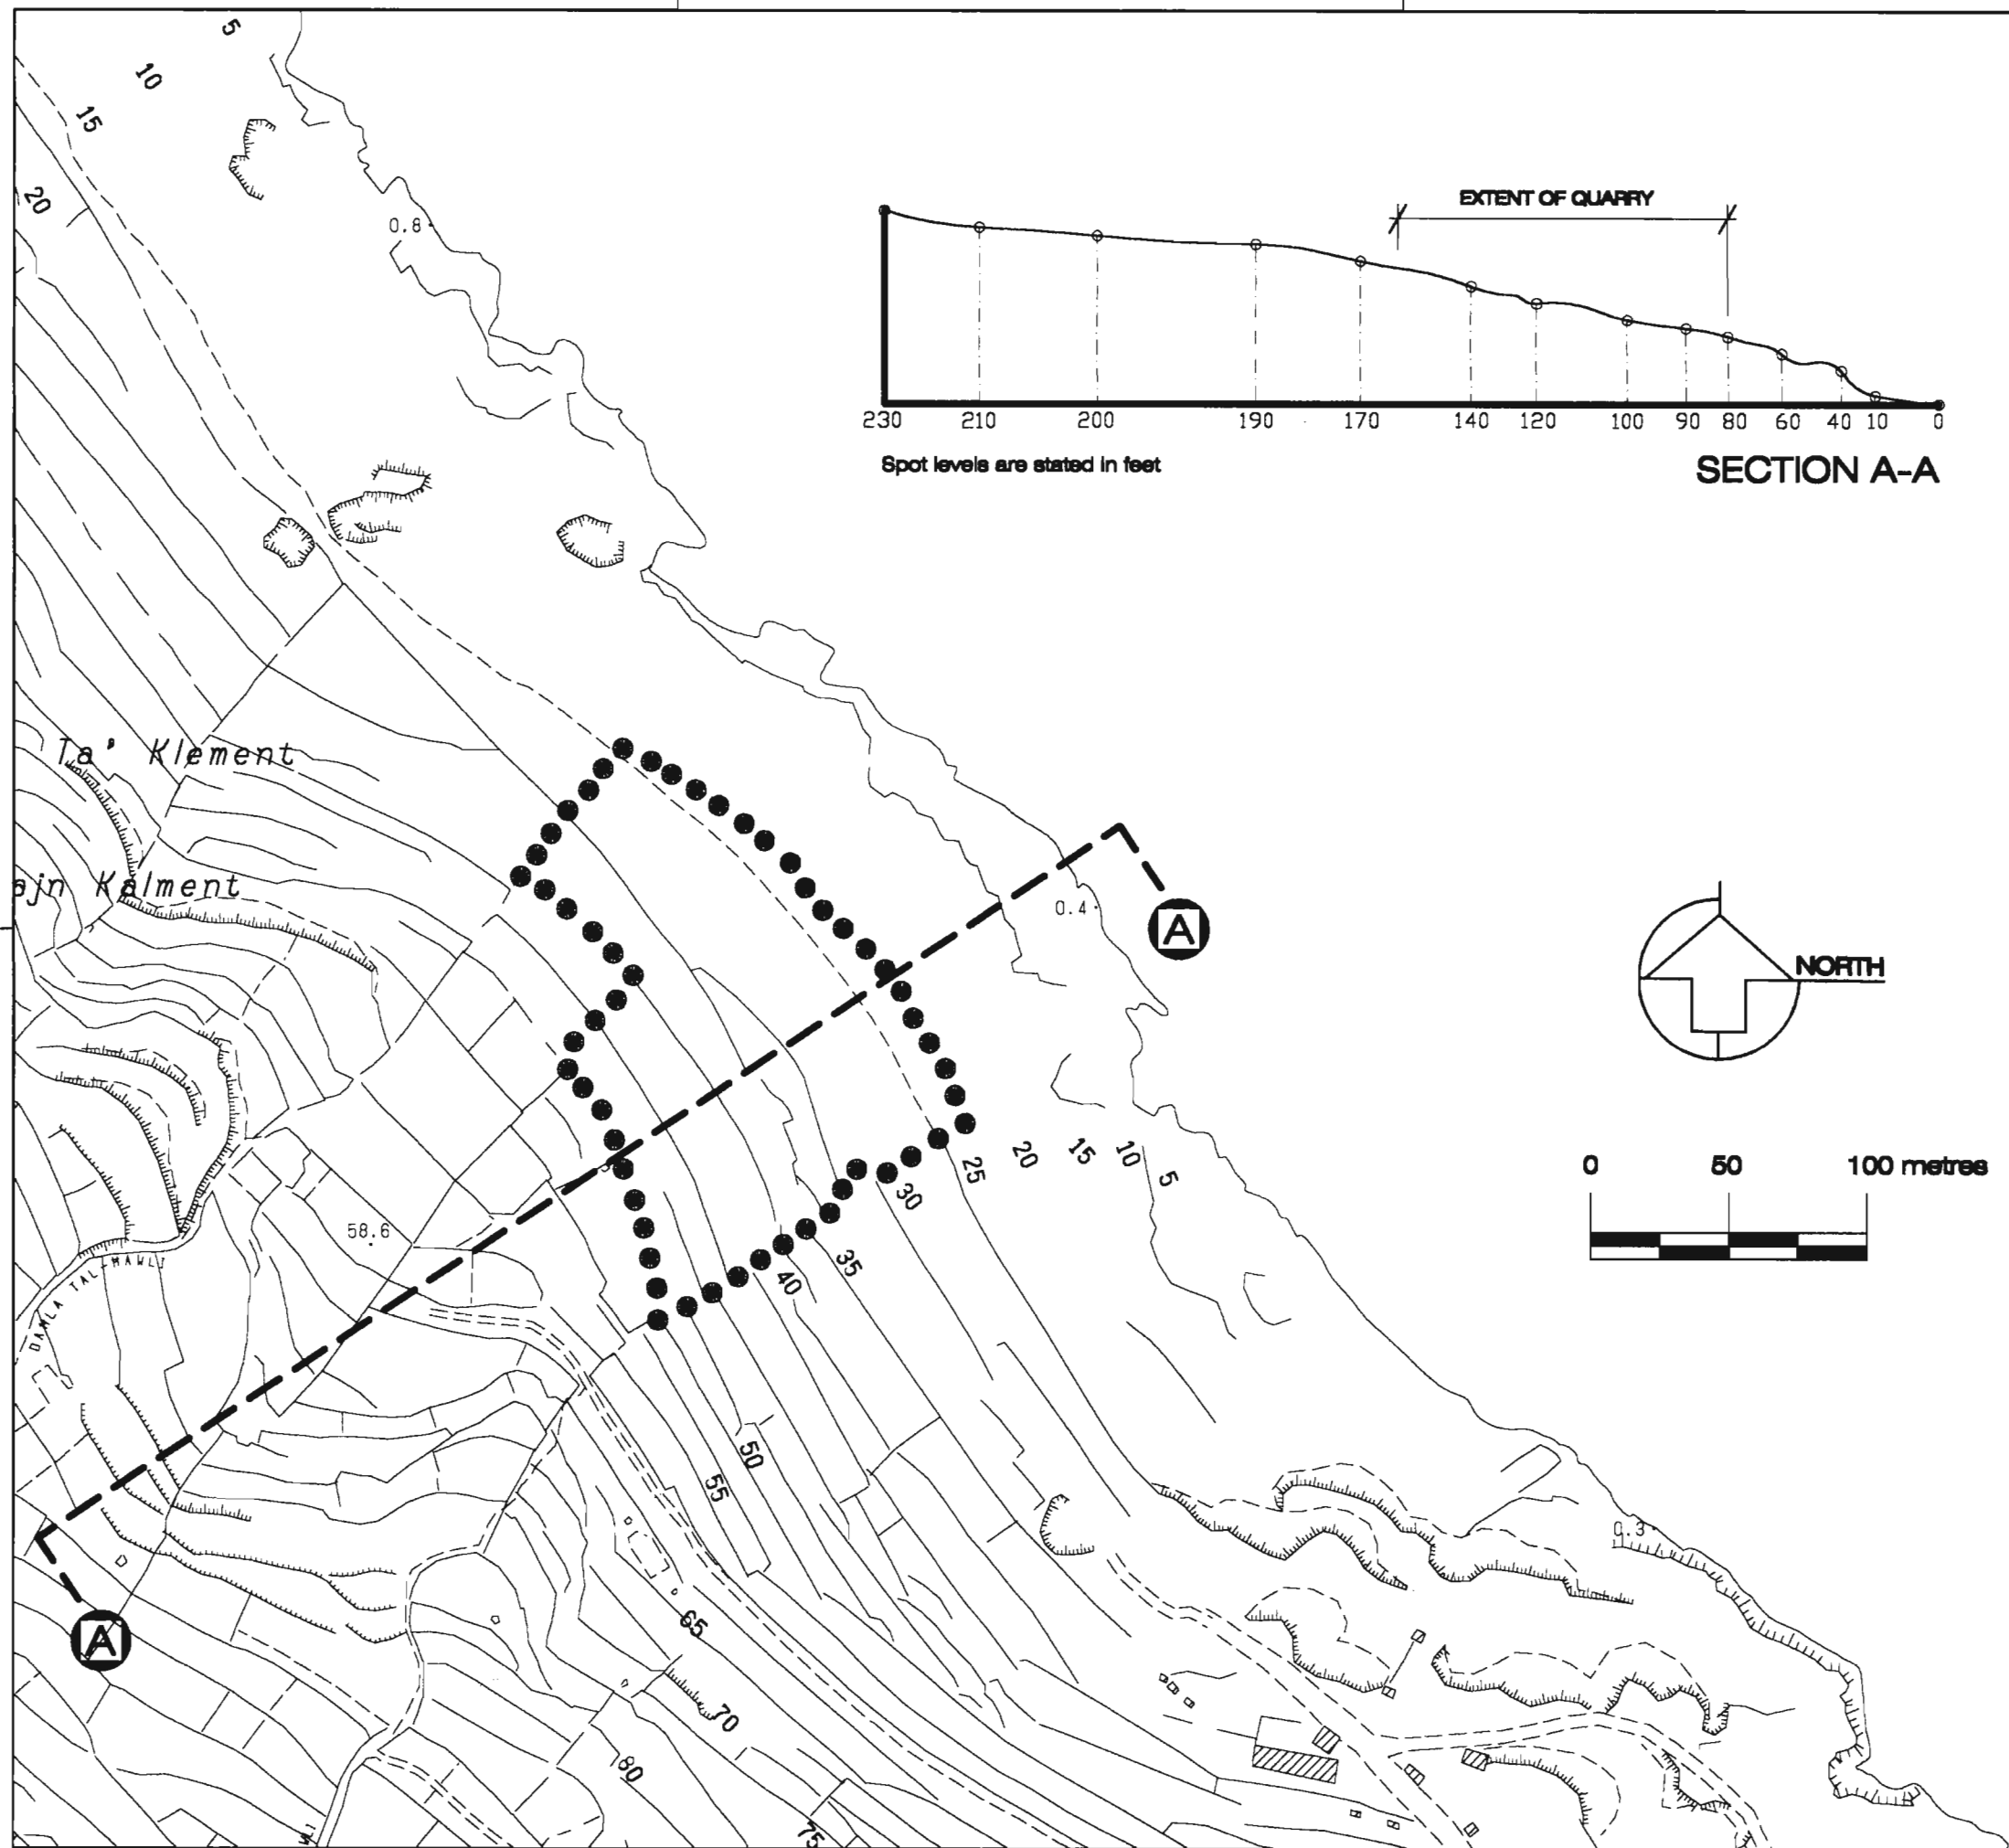 5
10
15
20
0.8
EXTENT OF QUARRY
230 210 200 190 170 140 120 100 90 80 60 40 10 0
Spot levels are stated in feet
SECTION A-A
Ta' Klement
ajn Kalment
0.4
A
NORTH
0 50 100 metres
25 20 15 10 5
30
35
40
58.6
DAHLA TAL-MAWLI
50
55
0.3
A
65
70
80
75